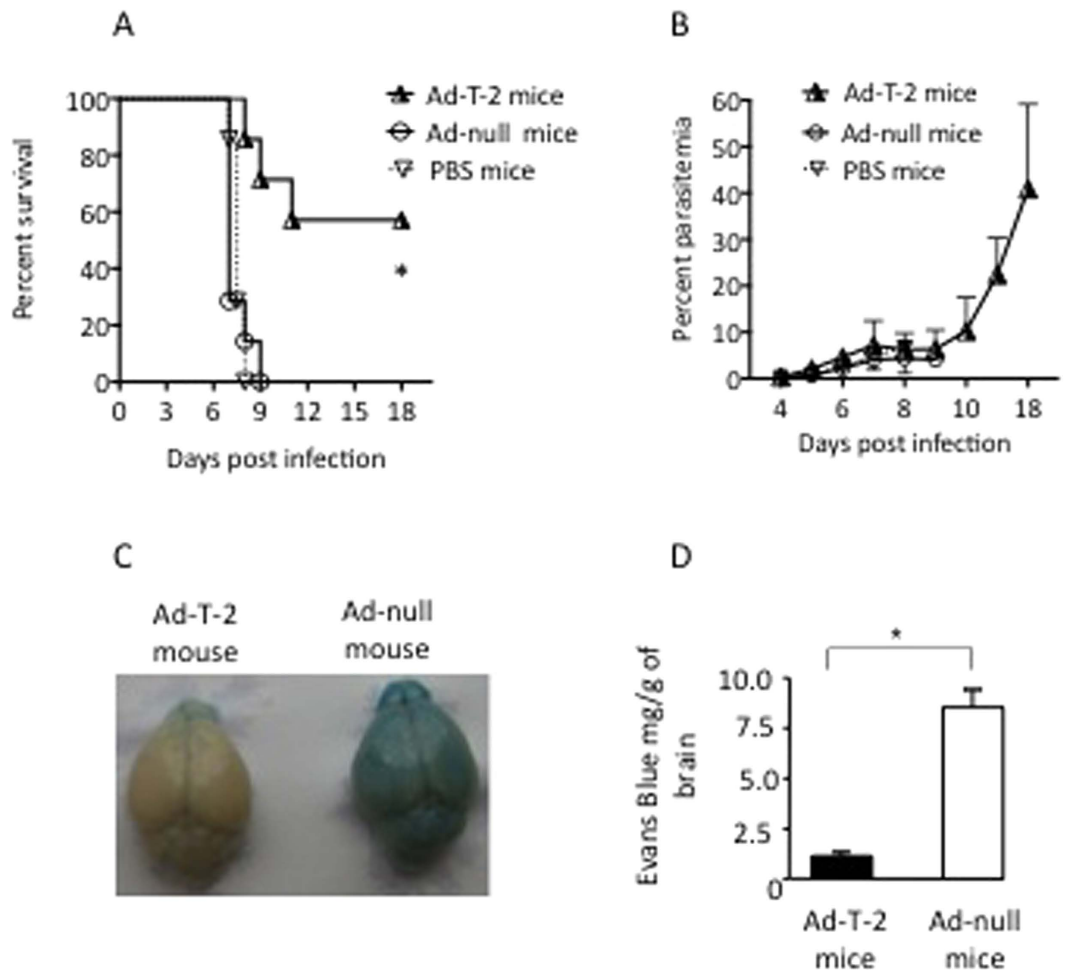 A
Percent survival
100
80
60
40
20
0
0 3 6 9 12 15 18
Days post infection
Ad-T-2 mice
Ad-null mice
PBS mice
*
B
Percent parasitemia
60
50
40
30
20
10
0
4 6 8 10 18
Days post infection
Ad-T-2 mice
Ad-null mice
PBS mice
C
Ad-T-2
mouse
Ad-null
mouse
D
Evans Blue mg/g of
brain
10.0
7.5
5.0
2.5
0
*
Ad-T-2
mice
Ad-null
mice